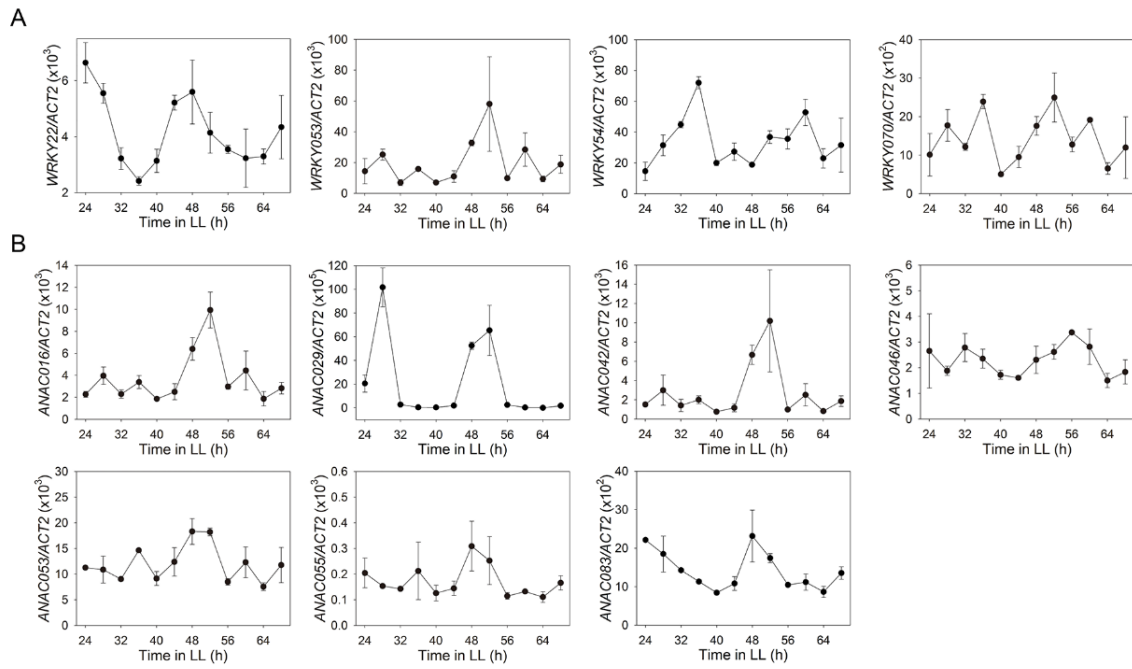 A
WRKY22/ACT2 (x10³)
6
4
2
24 32 40 48 56 64
Time in LL (h)
WRKY053/ACT2 (x10³)
100
80
60
40
20
0
24 32 40 48 56 64
Time in LL (h)
WRKY54/ACT2 (x10³)
100
80
60
40
20
0
24 32 40 48 56 64
Time in LL (h)
WRKY070/ACT2 (x10²)
40
30
20
10
0
24 32 40 48 56 64
Time in LL (h)
B
ANAC016/ACT2 (x10³)
14
12
10
8
6
4
2
0
24 32 40 48 56 64
Time in LL (h)
ANAC029/ACT2 (x10⁵)
120
100
80
60
40
20
0
24 32 40 48 56 64
Time in LL (h)
ANAC042/ACT2 (x10³)
16
14
12
10
8
6
4
2
0
24 32 40 48 56 64
Time in LL (h)
ANAC046/ACT2 (x10³)
6
5
4
3
2
1
0
24 32 40 48 56 64
Time in LL (h)
ANAC053/ACT2 (x10³)
30
25
20
15
10
5
0
24 32 40 48 56 64
Time in LL (h)
ANAC055/ACT2 (x10³)
0.6
0.5
0.4
0.3
0.2
0.1
0.0
24 32 40 48 56 64
Time in LL (h)
ANAC083/ACT2 (x10²)
40
30
20
10
0
24 32 40 48 56 64
Time in LL (h)